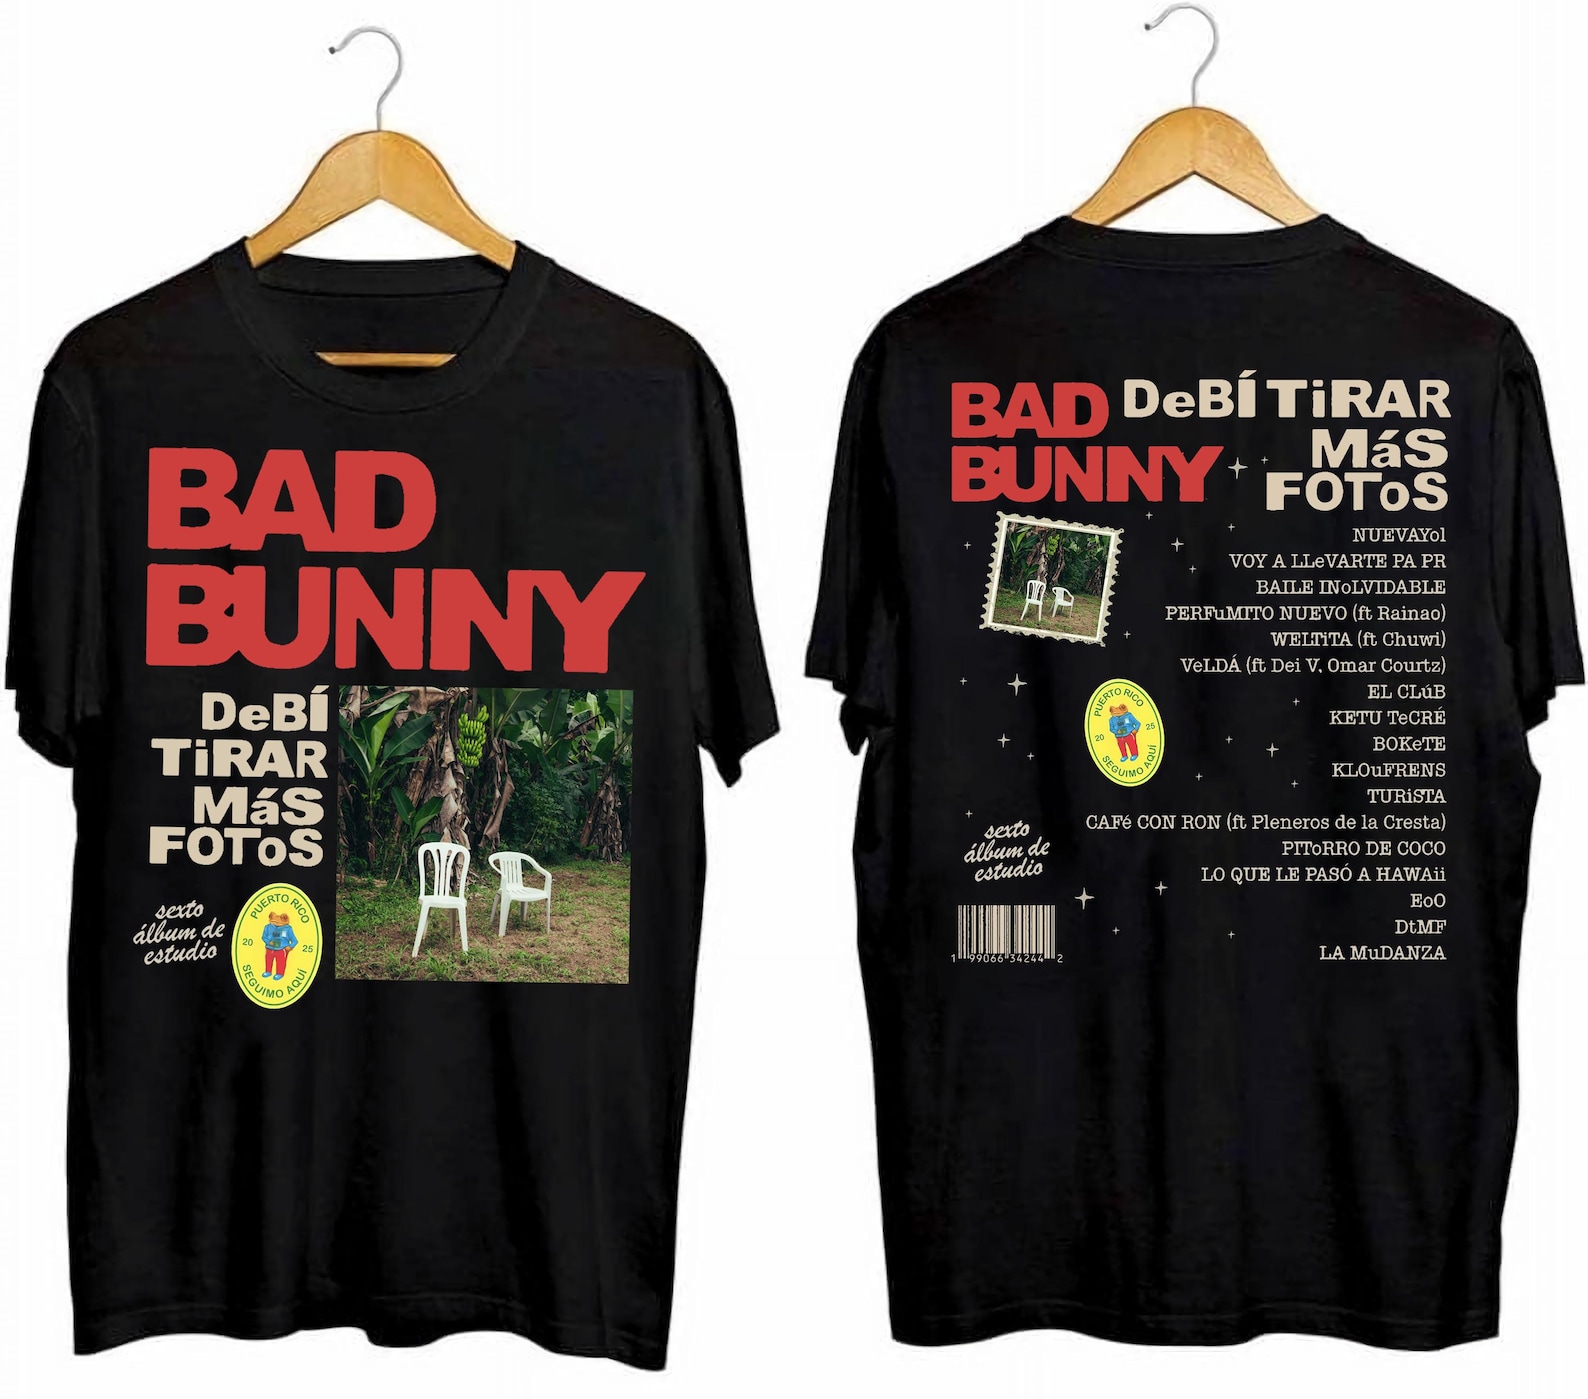 BAD
BUNNY
DeBÍ
TiRAR
MáS
FOToS
sexto
álbum de
estudio
PUERTO RICO
20 25
SEGUIMO AQUÍ
BAD
BUNNY
DeBÍ TiRAR
MáS
FOToS
NUEVAYol
VOY A LLeVARTE PA PR
BAILE INoLVIDABLE
PERFuMITO NUEVO (ft Rainao)
WELTiTA (ft Chuwi)
VeLDÁ (ft Dei V, Omar Courtz)
EL CLúB
KETU TeCRÉ
BOKeTE
KLOuFRENS
TURiSTA
CAFé CON RON (ft Pleneros de la Cresta)
PIToRRO DE COCO
LO QUE LE PASÓ A HAWAii
EoO
DtMF
LA MuDANZA
PUERTO RICO
20 25
SEGUIMO AQUÍ
sexto
álbum de
estudio
1 99066 34244 2